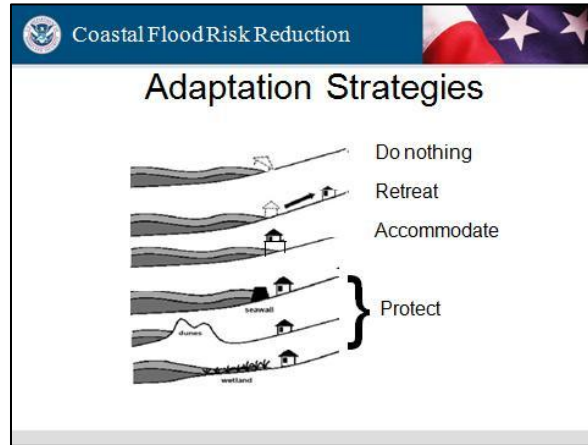 Coastal Flood Risk Reduction
Adaptation Strategies
Do nothing
Retreat
Accommodate
seawall
Protect
dunes
wetland